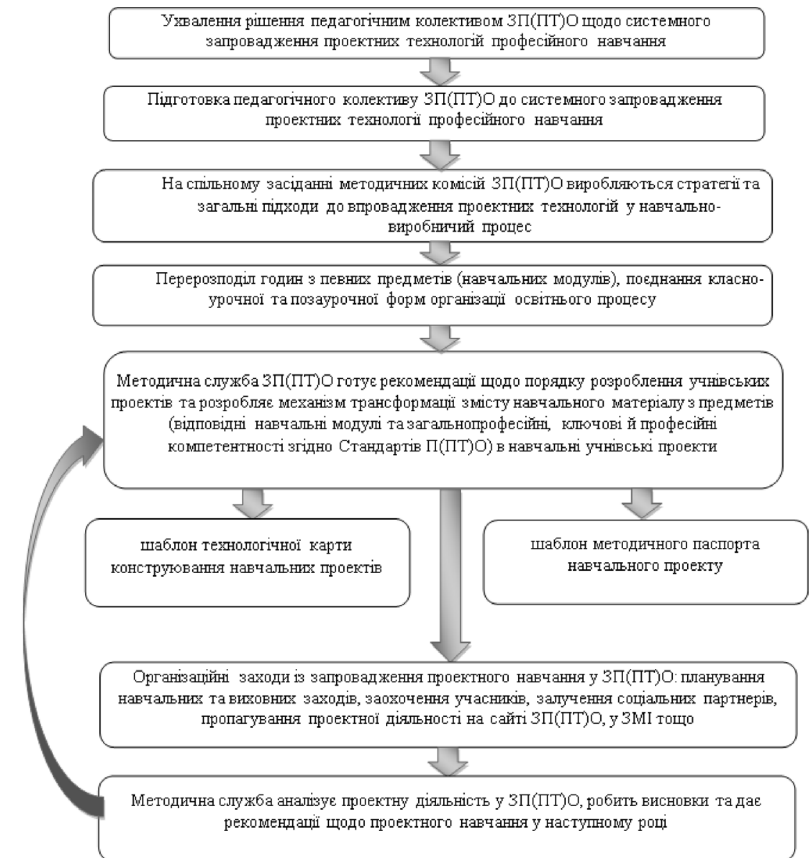 Ухвалення рішення педагогічним колективом ЗП(ПТ)О щодо системного
запровадження проектних технологій професійного навчання
Підготовка педагогічного колективу ЗП(ПТ)О до системного запровадження
проектних технології професійного навчання
На спільному засіданні методичних комісій ЗП(ПТ)О виробляються стратегії та
загальні підходи до впровадження проектних технологій у навчально-
виробничий процес
Перерозподіл годин з певних предметів (навчальних модулів), поєднання класно-
урочної та позаурочної форм організації освітнього процесу
Методична служба ЗП(ПТ)О готує рекомендації щодо порядку розроблення учнівських
проектів та розробляє механізм трансформації змісту навчального матеріалу з предметів
(відповідні навчальні модулі та загальнопрофесійні, ключові й професійні
компетентності згідно Стандартів П(ПТ)О) в навчальні учнівські проекти
шаблон технологічної карти
конструювання навчальних проектів
шаблон методичного паспорта
навчального проекту
Організаційні заходи із запровадження проектного навчання у ЗП(ПТ)О: планування
навчальних та виховних заходів, заохочення учасників, залучення соціальних партнерів,
пропагування проектної діяльності на сайті ЗП(ПТ)О, у ЗМІ тощо
Методична служба аналізує проектну діяльність у ЗП(ПТ)О, робить висновки та дає
рекомендації щодо проектного навчання у наступному році